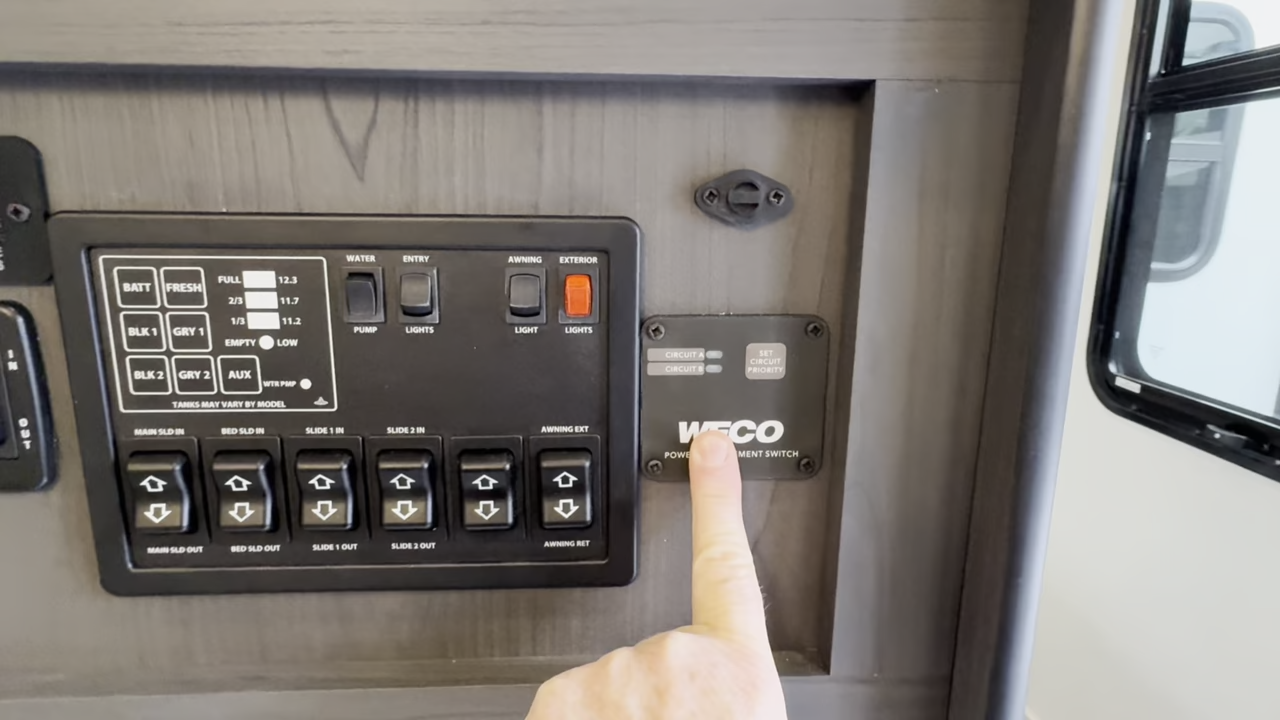 BATT FRESH
BLK 1 GRY 1
BLK 2 GRY 2 AUX
FULL 12.3
2/3 11.7
1/3 11.2
EMPTY LOW
WTR PMP
TANKS MAY VARY BY MODEL
WATER
PUMP
ENTRY
LIGHTS
AWNING
LIGHT
EXTERIOR
LIGHTS
MAIN SLD IN
BED SLD IN
SLIDE 1 IN
SLIDE 2 IN
AWNING EXT
MAIN SLD OUT
BED SLD OUT
SLIDE 1 OUT
SLIDE 2 OUT
AWNING RET
IN
OUT
CIRCUIT A
CIRCUIT B
SET
CIRCUIT
PRIORITY
WFCO
SWITCH